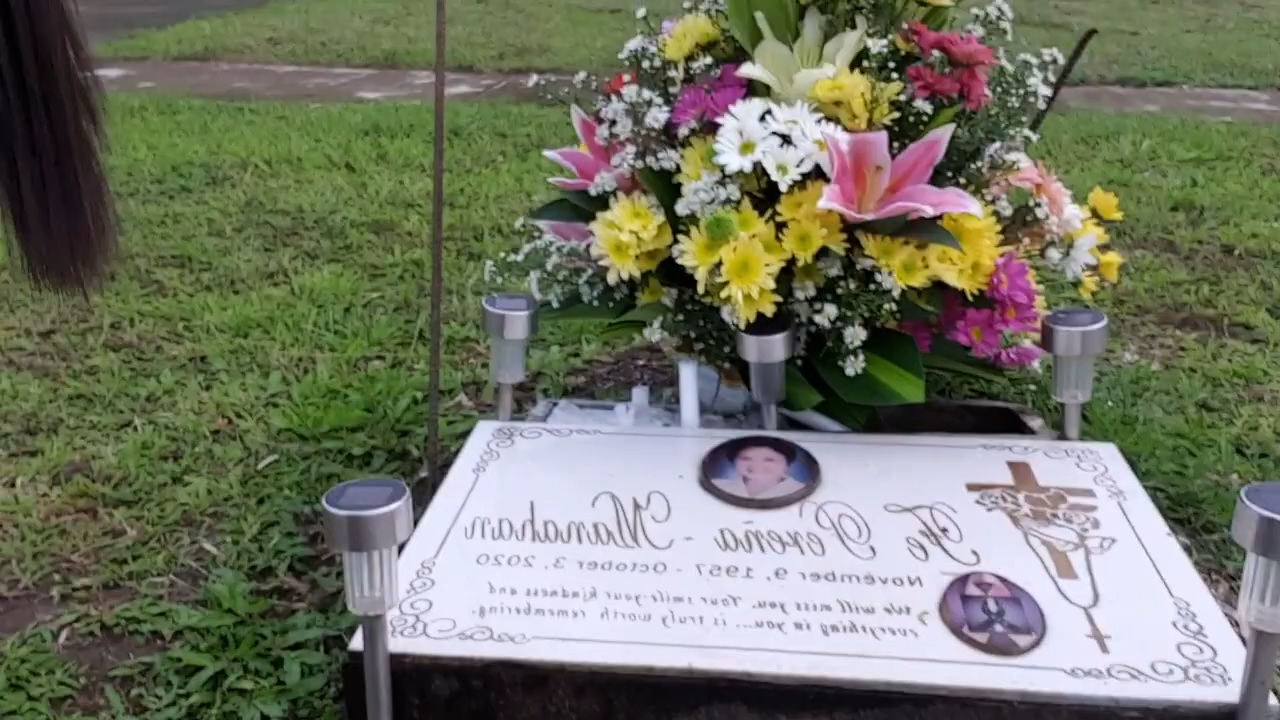 Fe Pereña - Manahan
November 9, 1957 - October 3, 2020
We will miss you. Your smile your kindness and
everything in you... is truly worth remembering.